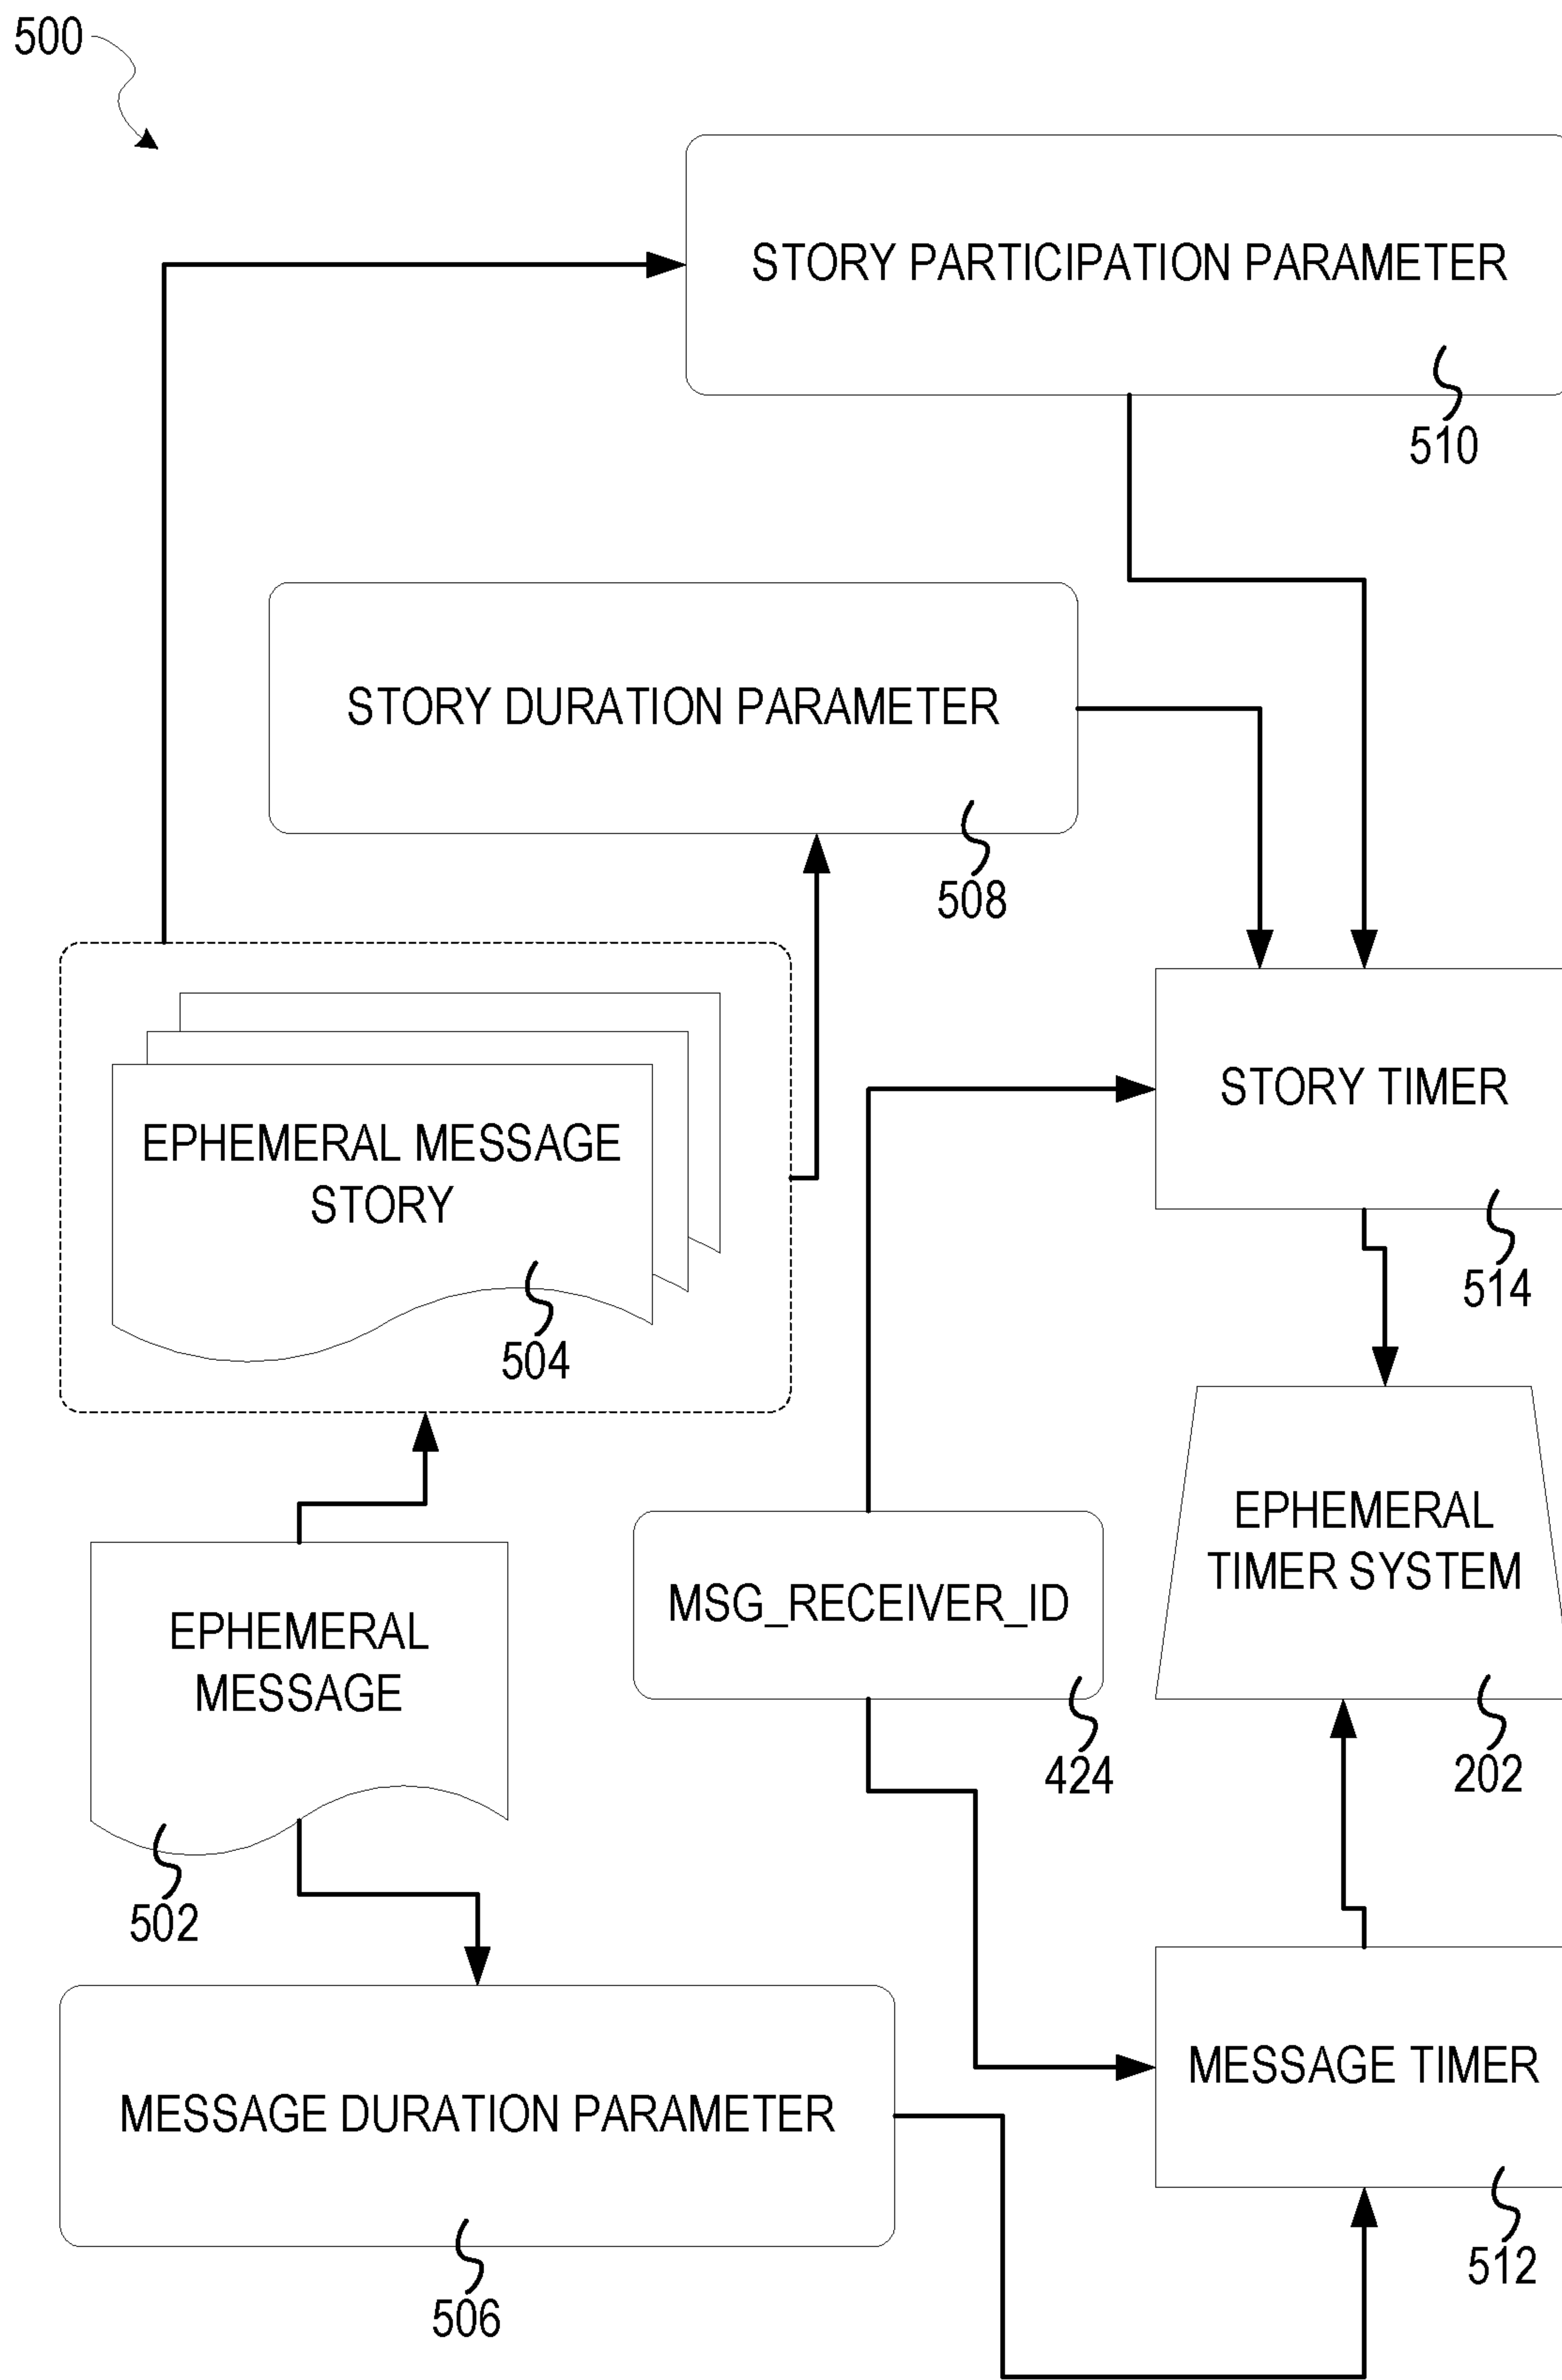 500
STORY PARTICIPATION PARAMETER
510
STORY DURATION PARAMETER
508
EPHEMERAL MESSAGE
STORY
504
STORY TIMER
514
EPHEMERAL
TIMER SYSTEM
202
MSG_RECEIVER_ID
424
EPHEMERAL
MESSAGE
502
MESSAGE TIMER
512
MESSAGE DURATION PARAMETER
506